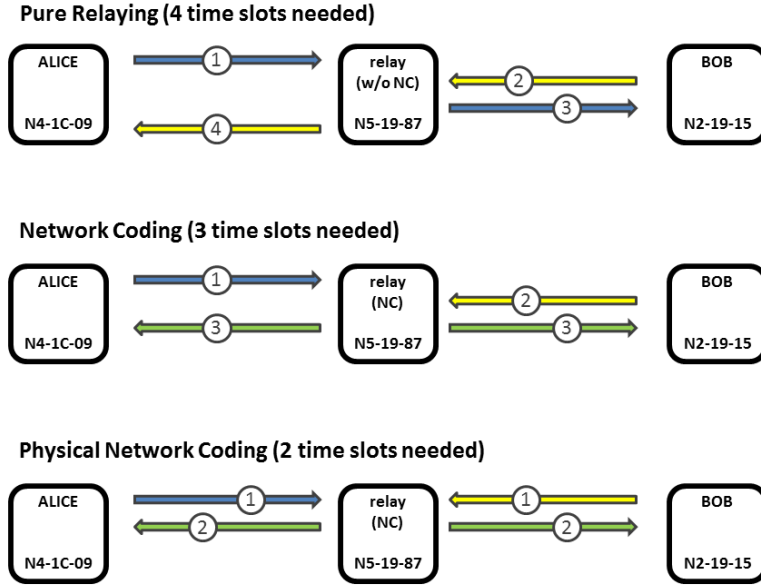 Pure Relaying (4 time slots needed)
ALICE
1
relay
(w/o NC)
2
BOB
3
N4-1C-09
4
N5-19-87
N2-19-15
Network Coding (3 time slots needed)
ALICE
1
relay
(NC)
2
BOB
3
3
N4-1C-09
N5-19-87
N2-19-15
Physical Network Coding (2 time slots needed)
ALICE
1
relay
(NC)
1
BOB
2
2
N4-1C-09
N5-19-87
N2-19-15